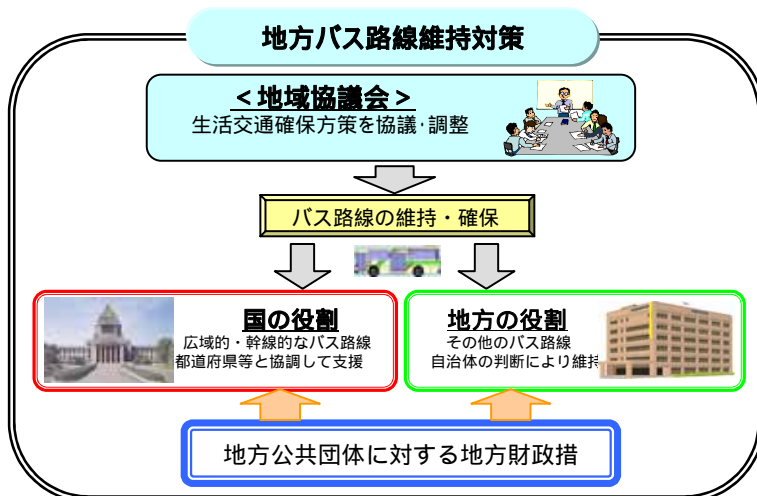 地方バス路線維持対策
<地域協議会>
生活交通確保方策を協議・調整
バス路線の維持・確保
国の役割
広域的・幹線的なバス路線
都道府県等と協調して支援
地方の役割
その他のバス路線
自治体の判断により維持
地方公共団体に対する地方財政措